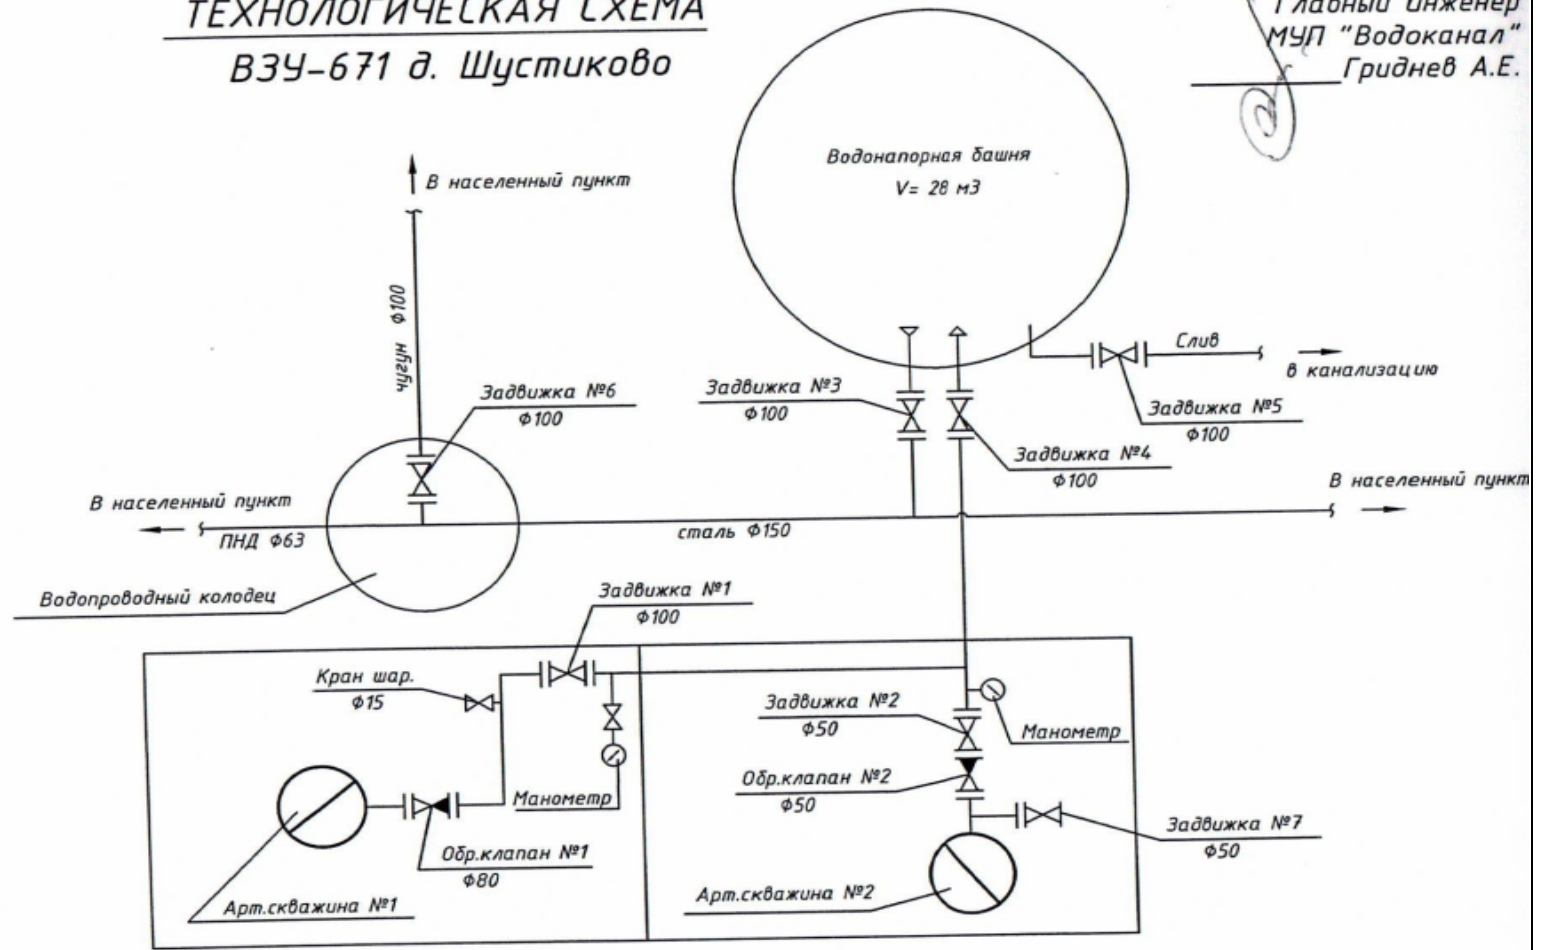 ТЕХНОЛОГИЧЕСКАЯ СХЕМА
ВЗУ-671 д. Шустиково
Главный инженер
МУП "Водоканал"
Гриднев А.Е.
Водонапорная башня
V= 28 м3
В населенный пункт
чугун Ф100
Задвижка №6
Ф100
Задвижка №3
Ф100
Слив
в канализацию
Задвижка №5
Ф100
Задвижка №4
Ф100
В населенный пункт
В населенный пункт
ПНД Ф63
сталь Ф150
Водопроводный колодец
Задвижка №1
Ф100
Кран шар.
Ф15
Манометр
Обр.клапан №1
Ф80
Арт.скважина №1
Задвижка №2
Ф50
Манометр
Обр.клапан №2
Ф50
Задвижка №7
Ф50
Арт.скважина №2